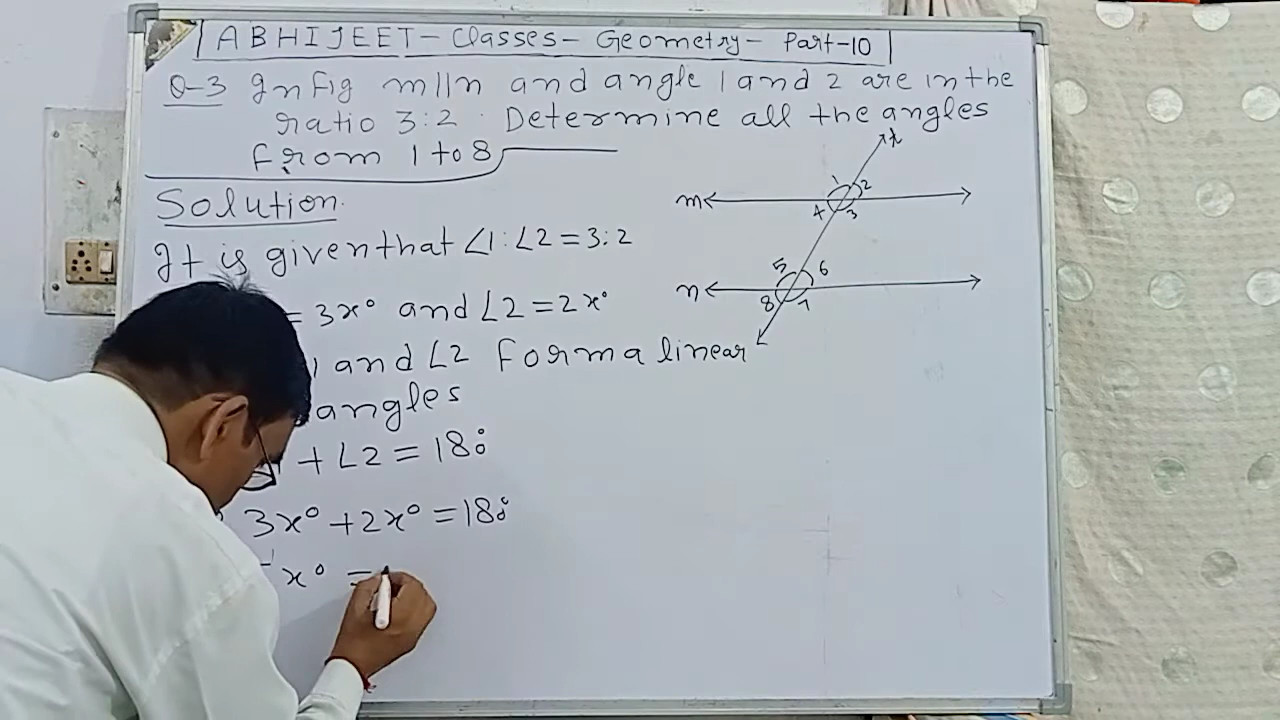 ABHIJEET - Classes - Geometry - Part-10
Q-3 In Fig m||n and angle 1 and 2 are in the
ratio 3:2. Determine all the angles
from 1 to 8
Solution.
It is given that ∠1:∠2=3:2
= 3x° and ∠2=2x°
1 and ∠2 Form a linear
angles
+ ∠2 = 180°
3x° + 2x° = 180°
x° =
t
m
1 2
4 3
n
5 6
8 7